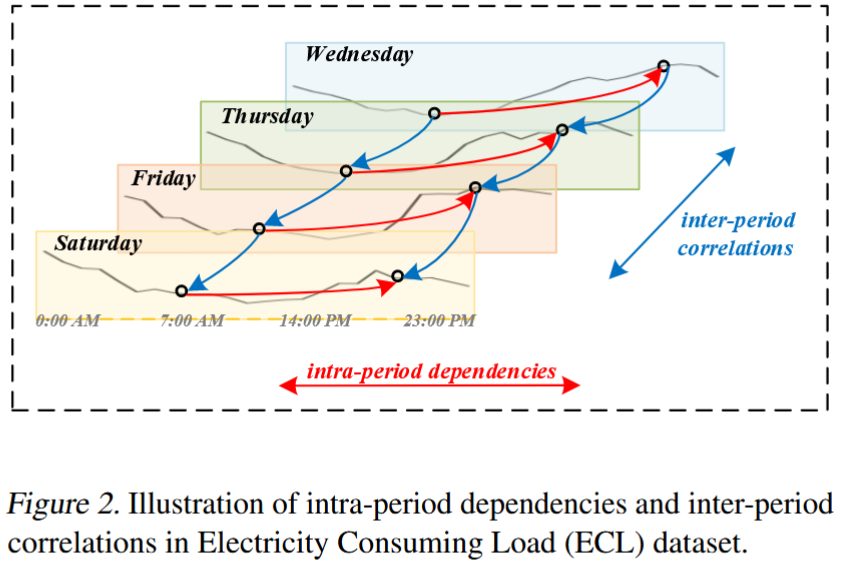 Wednesday
Thursday
Friday
Saturday
0:00 AM 7:00 AM 14:00 PM 23:00 PM
inter-period
correlations
intra-period dependencies
Figure 2. Illustration of intra-period dependencies and inter-period
correlations in Electricity Consuming Load (ECL) dataset.